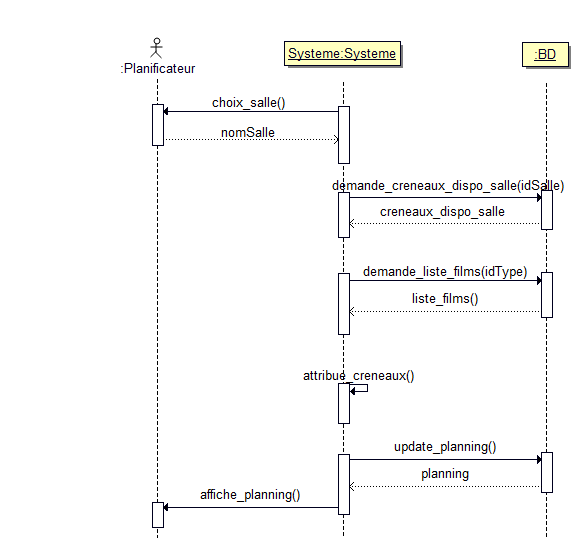 :Planificateur
Systeme:Systeme
:BD
choix_salle()
nomSalle
demande_creneaux_dispo_salle(idSalle)
creneaux_dispo_salle
demande_liste_films(idType)
liste_films()
attribue_creneaux()
update_planning()
planning
affiche_planning()